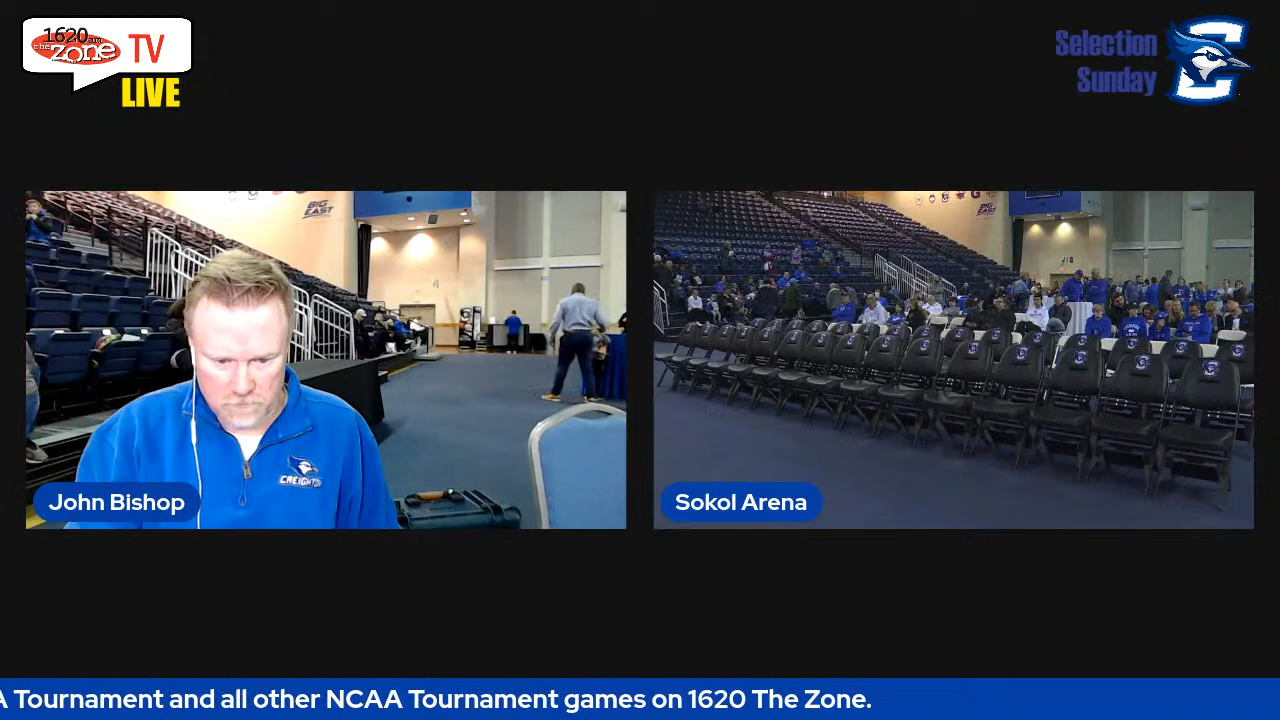 1620 am
the zone TV
LIVE
Selection
Sunday
BIG
EAST
BIG
EAST
CREIGHTON
John Bishop
Sokol Arena
A Tournament and all other NCAA Tournament games on 1620 The Zone.